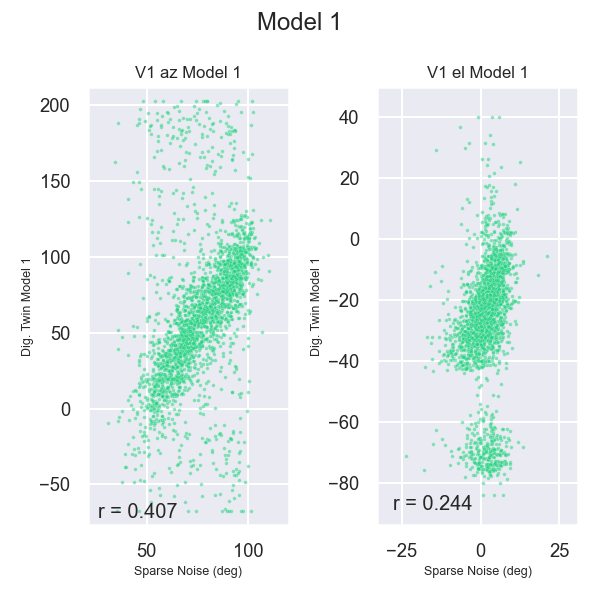 Model 1
V1 az Model 1
V1 el Model 1
200
150
100
50
0
−50
Dig. Twin Model 1
r = 0.407
50
100
Sparse Noise (deg)
40
20
0
−20
−40
−60
−80
Dig. Twin Model 1
r = 0.244
−25
0
25
Sparse Noise (deg)